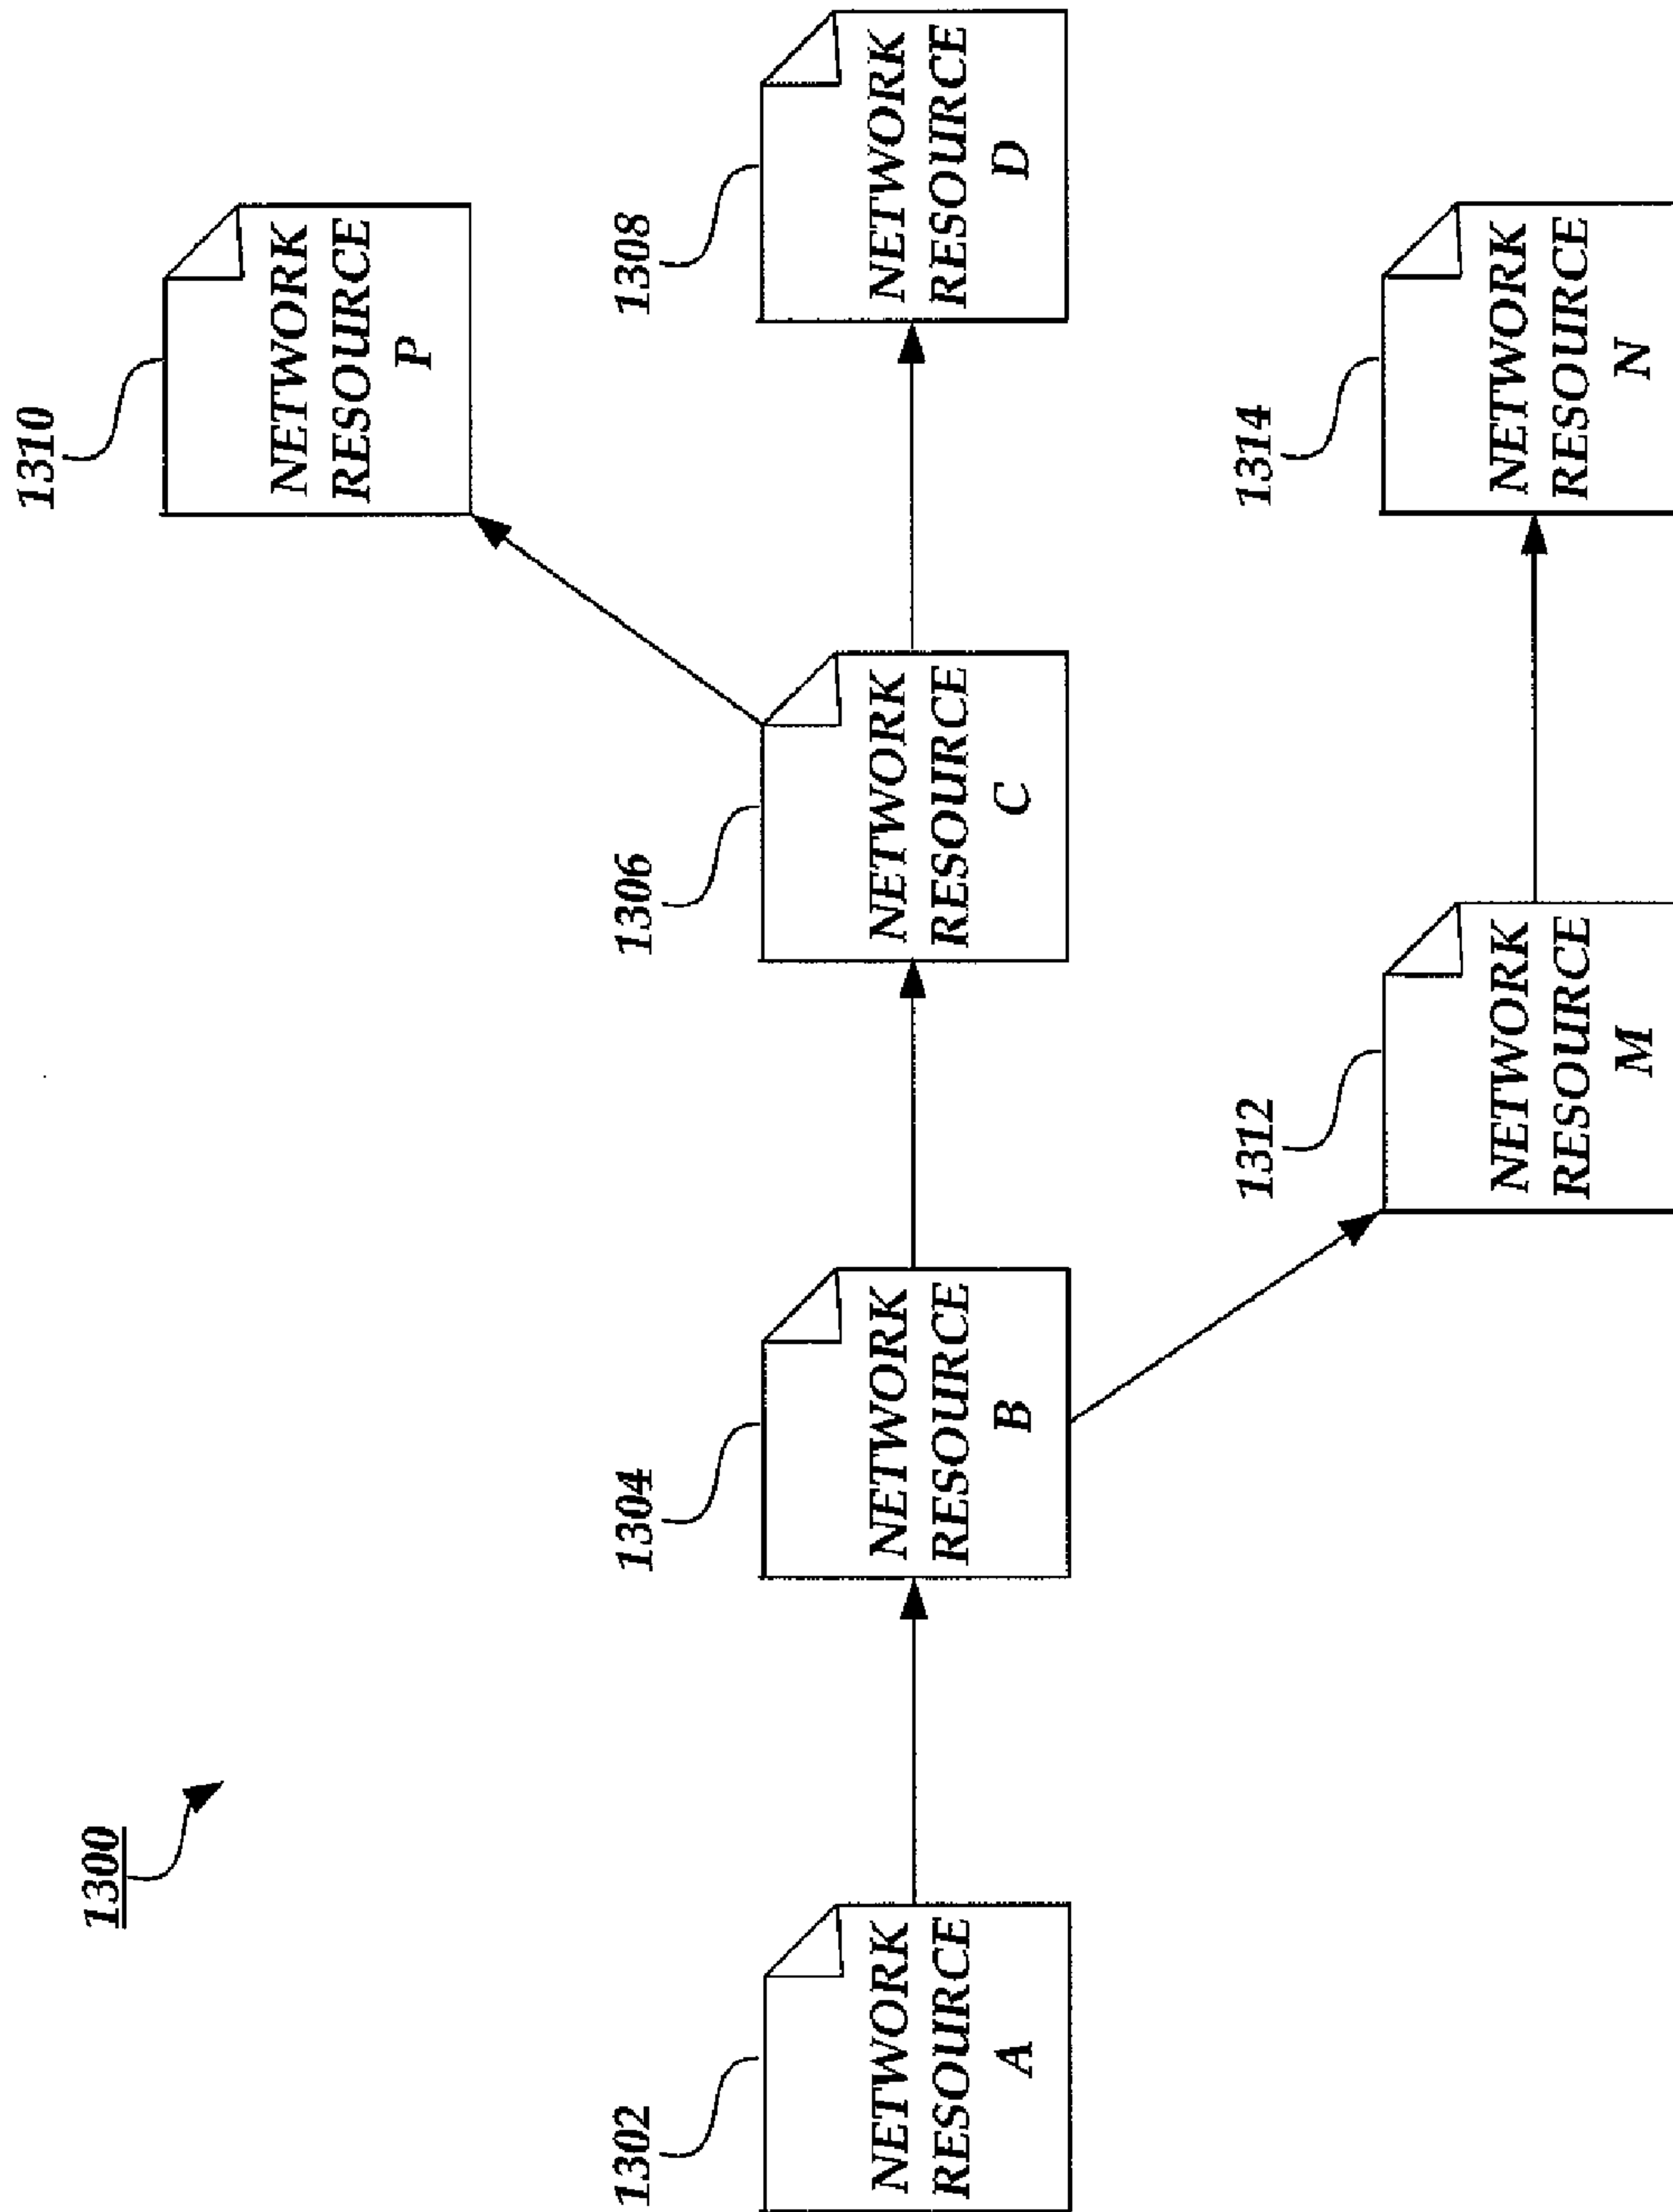 1300
1310
NETWORK
RESOURCE
P
1302
NETWORK
RESOURCE
A
1304
NETWORK
RESOURCE
B
1306
NETWORK
RESOURCE
C
1308
NETWORK
RESOURCE
D
1312
NETWORK
RESOURCE
M
1314
NETWORK
RESOURCE
N